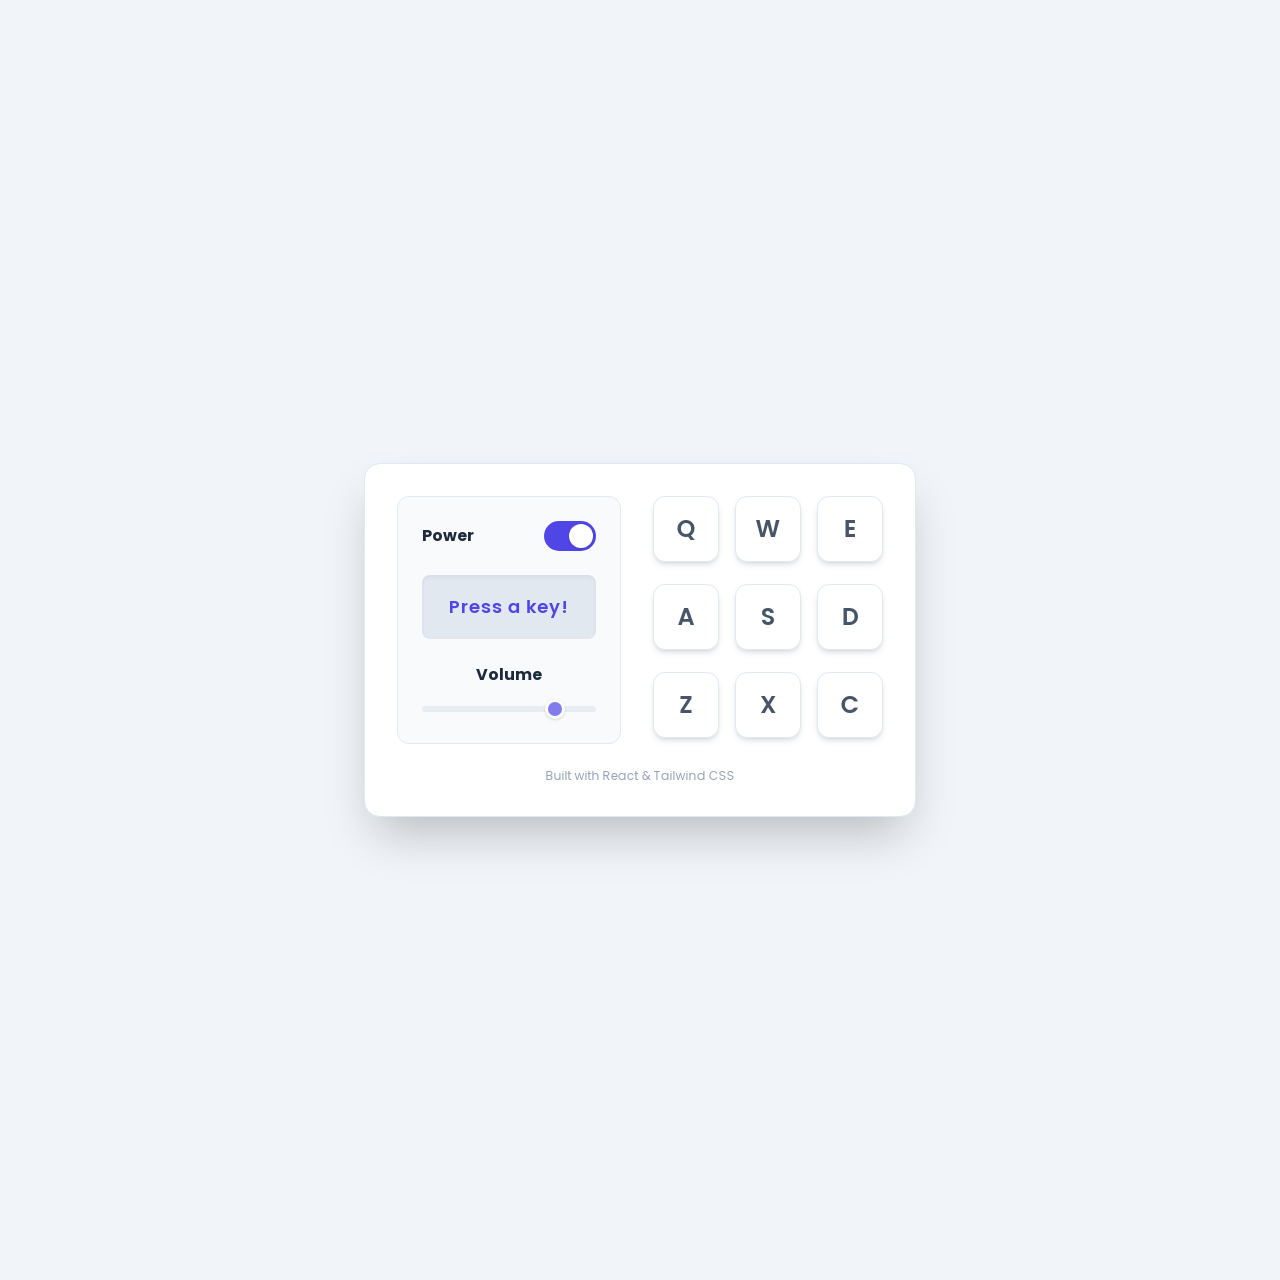 Power
Press a key!
Volume
Q W E
A S D
Z X C
Built with React & Tailwind CSS